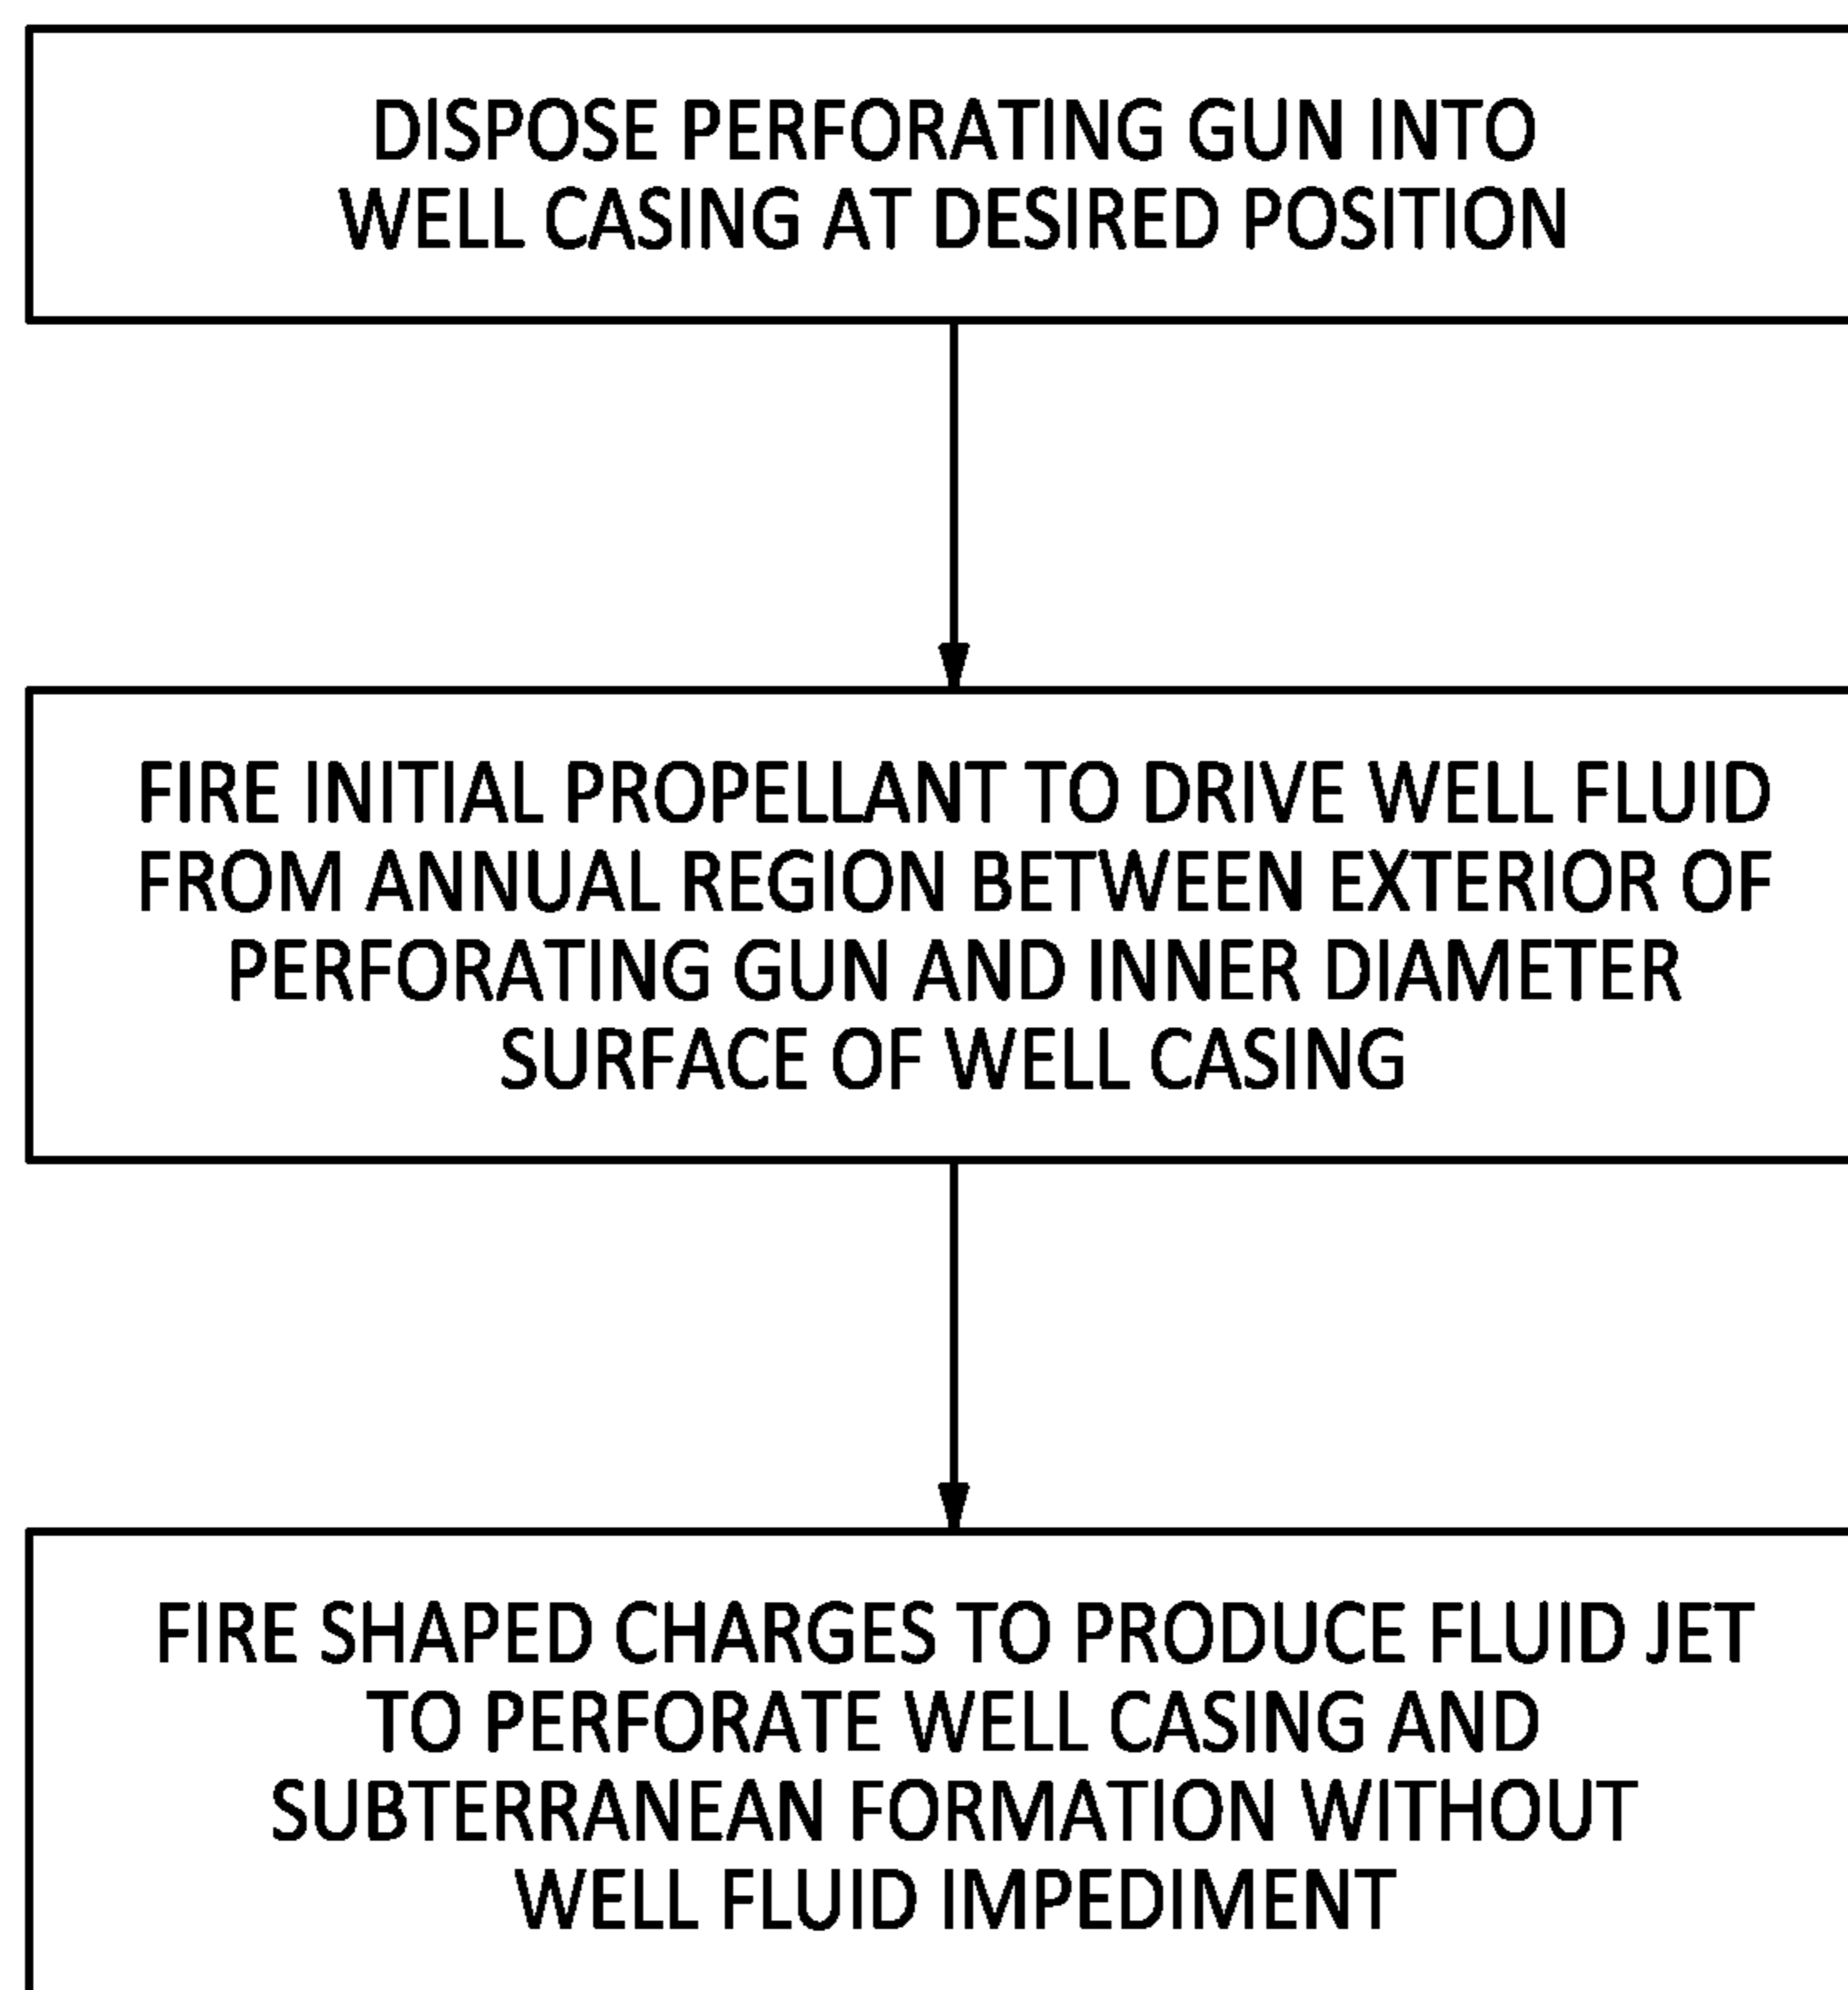 DISPOSE PERFORATING GUN INTO
WELL CASING AT DESIRED POSITION
FIRE INITIAL PROPELLANT TO DRIVE WELL FLUID
FROM ANNUAL REGION BETWEEN EXTERIOR OF
PERFORATING GUN AND INNER DIAMETER
SURFACE OF WELL CASING
FIRE SHAPED CHARGES TO PRODUCE FLUID JET
TO PERFORATE WELL CASING AND
SUBTERRANEAN FORMATION WITHOUT
WELL FLUID IMPEDIMENT